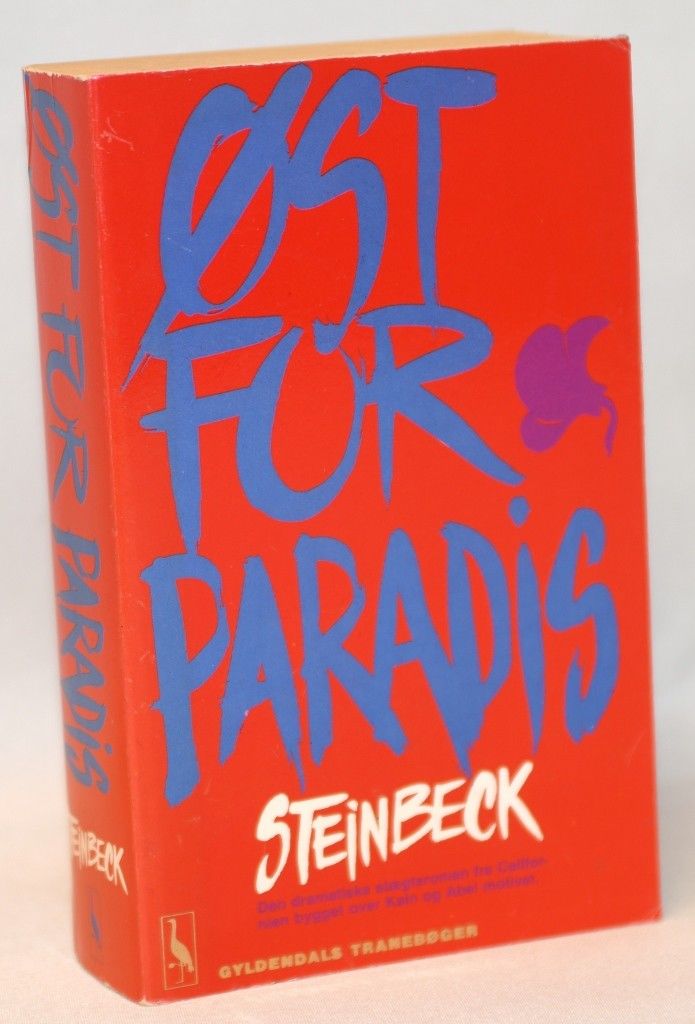 ØST FOR PARADIS
STEINBECK
ØST
FOR
PARADIS
STEINBECK
Den dramatiske slægtsroman fra Califor-
nien bygget over Kain og Abel motivet.
GYLDENDALS TRANEBØGER